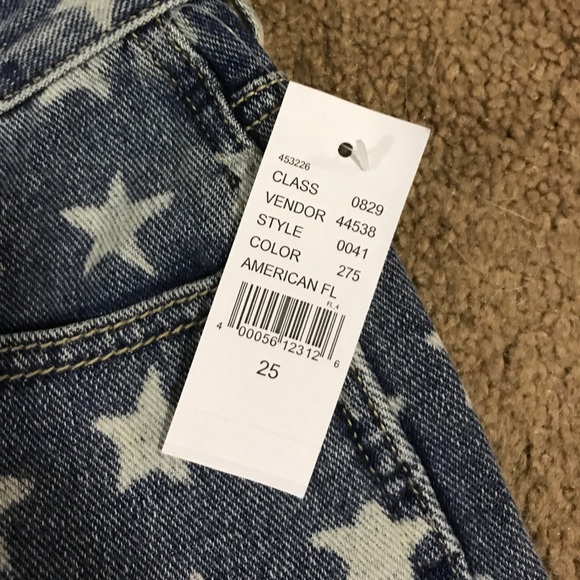 453226
CLASS 0829
VENDOR 44538
STYLE 0041
COLOR 275
AMERICAN FL
FL 4
4 00056 12312 6
25